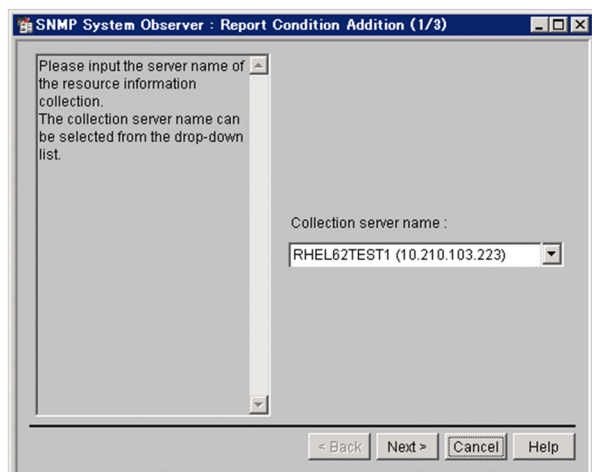 SNMP System Observer : Report Condition Addition (1/3)
Please input the server name of
the resource information
collection.
The collection server name can
be selected from the drop-down
list.
Collection server name :
RHEL62TEST1 (10.210.103.223)
< Back Next > Cancel Help